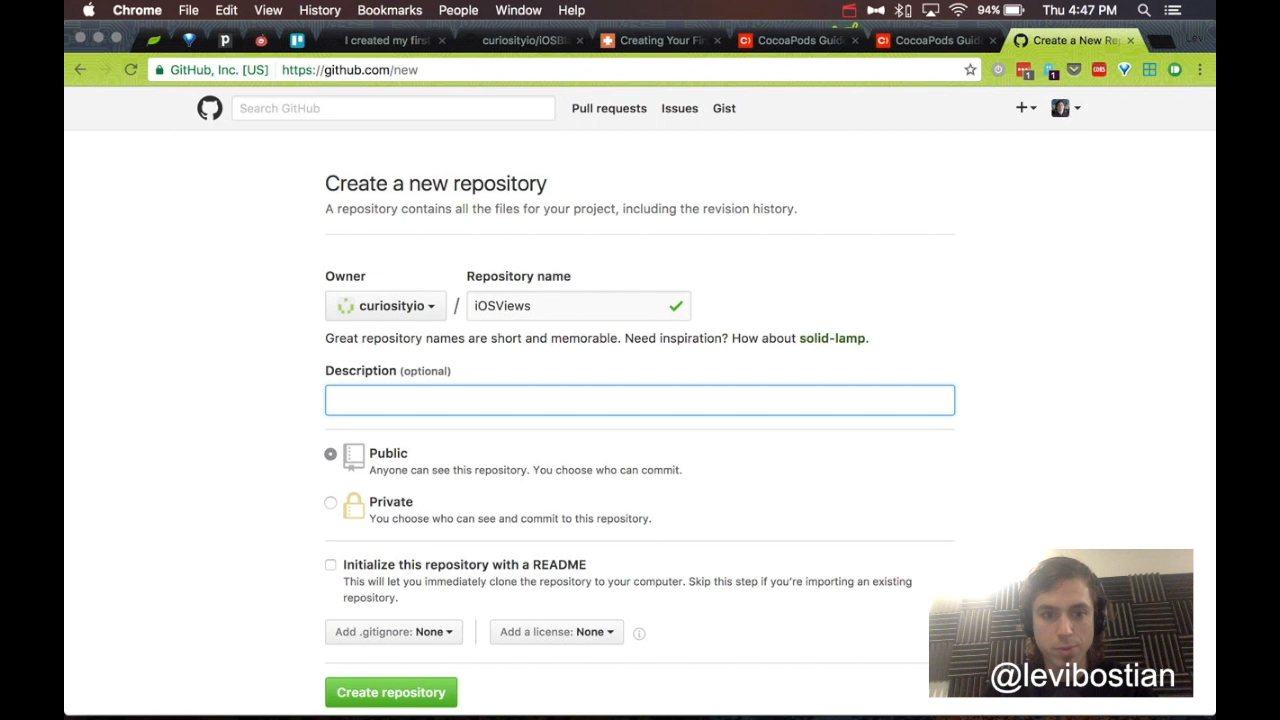 Chrome File Edit View History Bookmarks People Window Help 94% Thu 4:47 PM
I created my first curiosityio/iOSBl Creating Your Fir CocoaPods Guid CocoaPods Guid Create a New Rep
GitHub, Inc. [US] https://github.com/new
Search GitHub Pull requests Issues Gist
Create a new repository
A repository contains all the files for your project, including the revision history.
Owner Repository name
curiosityio / iOSViews
Great repository names are short and memorable. Need inspiration? How about solid-lamp.
Description (optional)
Public
Anyone can see this repository. You choose who can commit.
Private
You choose who can see and commit to this repository.
Initialize this repository with a README
This will let you immediately clone the repository to your computer. Skip this step if you're importing an existing
repository.
Add .gitignore: None Add a license: None
@levibostian
Create repository